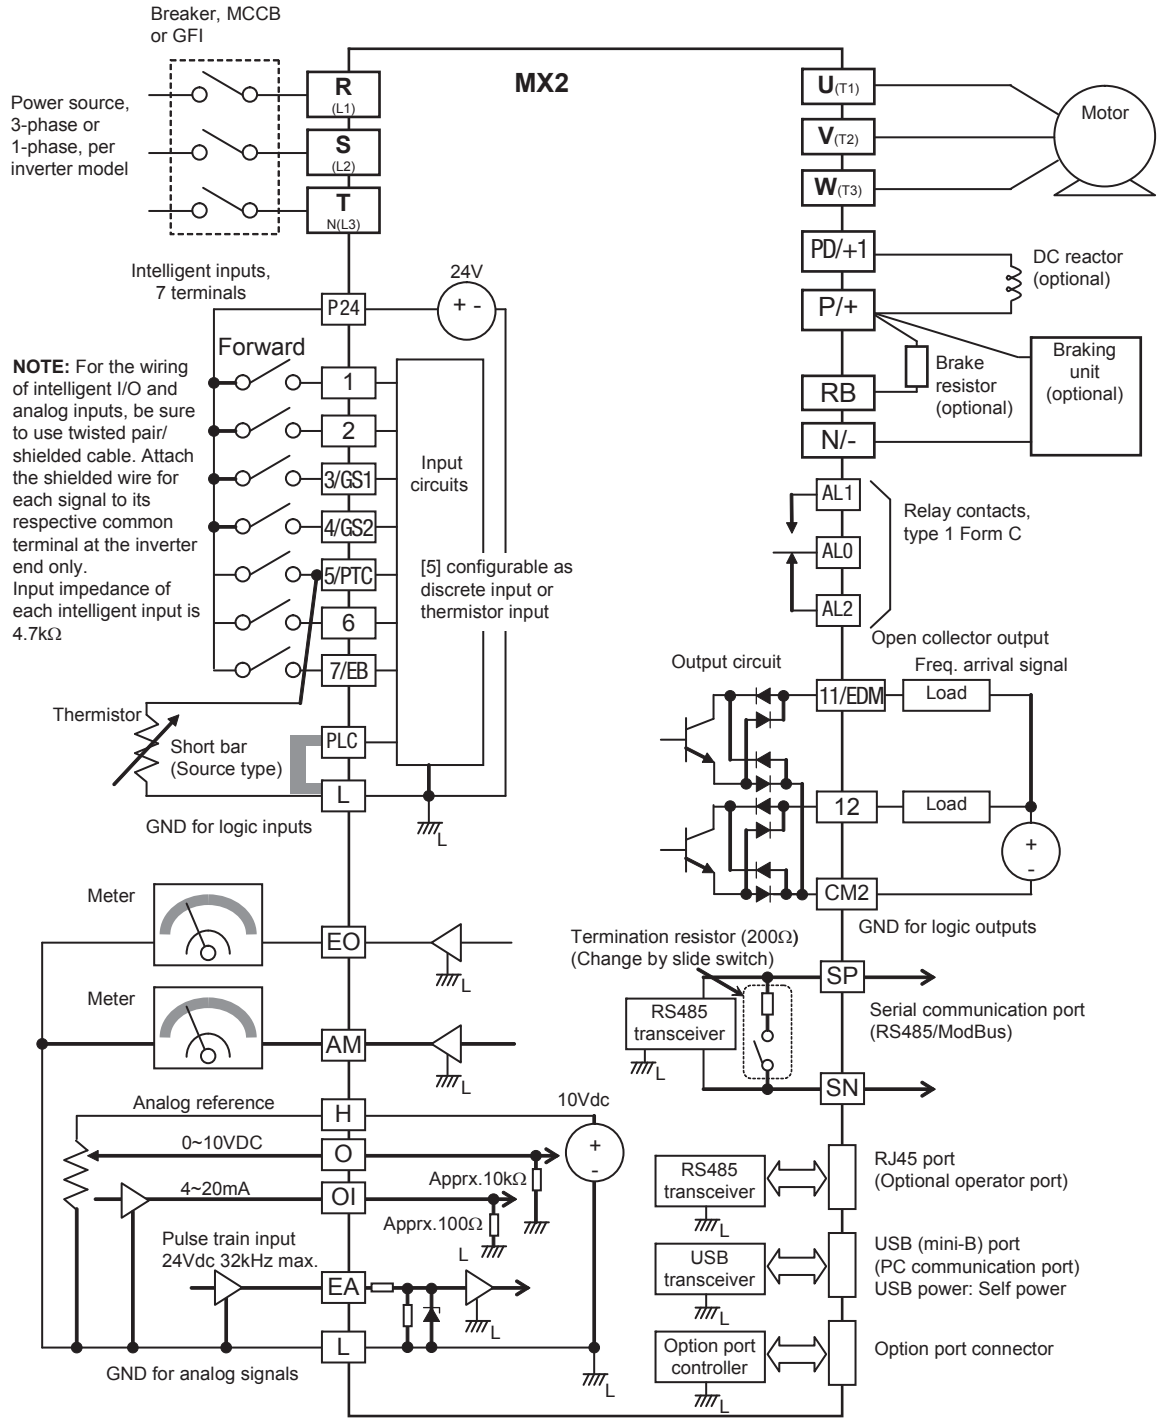 Breaker, MCCB
or GFI
MX2
Power source,
3-phase or
1-phase, per
inverter model
R
(L1)
S
(L2)
T
N(L3)
U(T1)
V(T2)
W(T3)
Motor
PD/+1
P/+
DC reactor
(optional)
RB
N/-
Brake
resistor
(optional)
Braking
unit
(optional)
Intelligent inputs,
7 terminals
24V
P24
+ -
Forward
NOTE: For the wiring
of intelligent I/O and
analog inputs, be sure
to use twisted pair/
shielded cable. Attach
the shielded wire for
each signal to its
respective common
terminal at the inverter
end only.
Input impedance of
each intelligent input is
4.7kΩ
1
2
3/GS1
4/GS2
5/PTC
6
7/EB
Input
circuits
[5] configurable as
discrete input or
thermistor input
AL1
AL0
AL2
Relay contacts,
type 1 Form C
Open collector output
Output circuit
Freq. arrival signal
11/EDM
Load
12
Load
+
-
CM2
GND for logic outputs
Thermistor
Short bar
(Source type)
PLC
L
GND for logic inputs
L
Meter
EO
L
Meter
AM
L
Termination resistor (200Ω)
(Change by slide switch)
SP
RS485
transceiver
L
Serial communication port
(RS485/ModBus)
SN
Analog reference
H
10Vdc
+
-
0~10VDC
O
Apprx.10kΩ
4~20mA
OI
Apprx.100Ω
L
Pulse train input
24Vdc 32kHz max.
EA
L
L
GND for analog signals
L
RS485
transceiver
L
RJ45 port
(Optional operator port)
USB
transceiver
L
USB (mini-B) port
(PC communication port)
USB power: Self power
Option port
controller
L
Option port connector